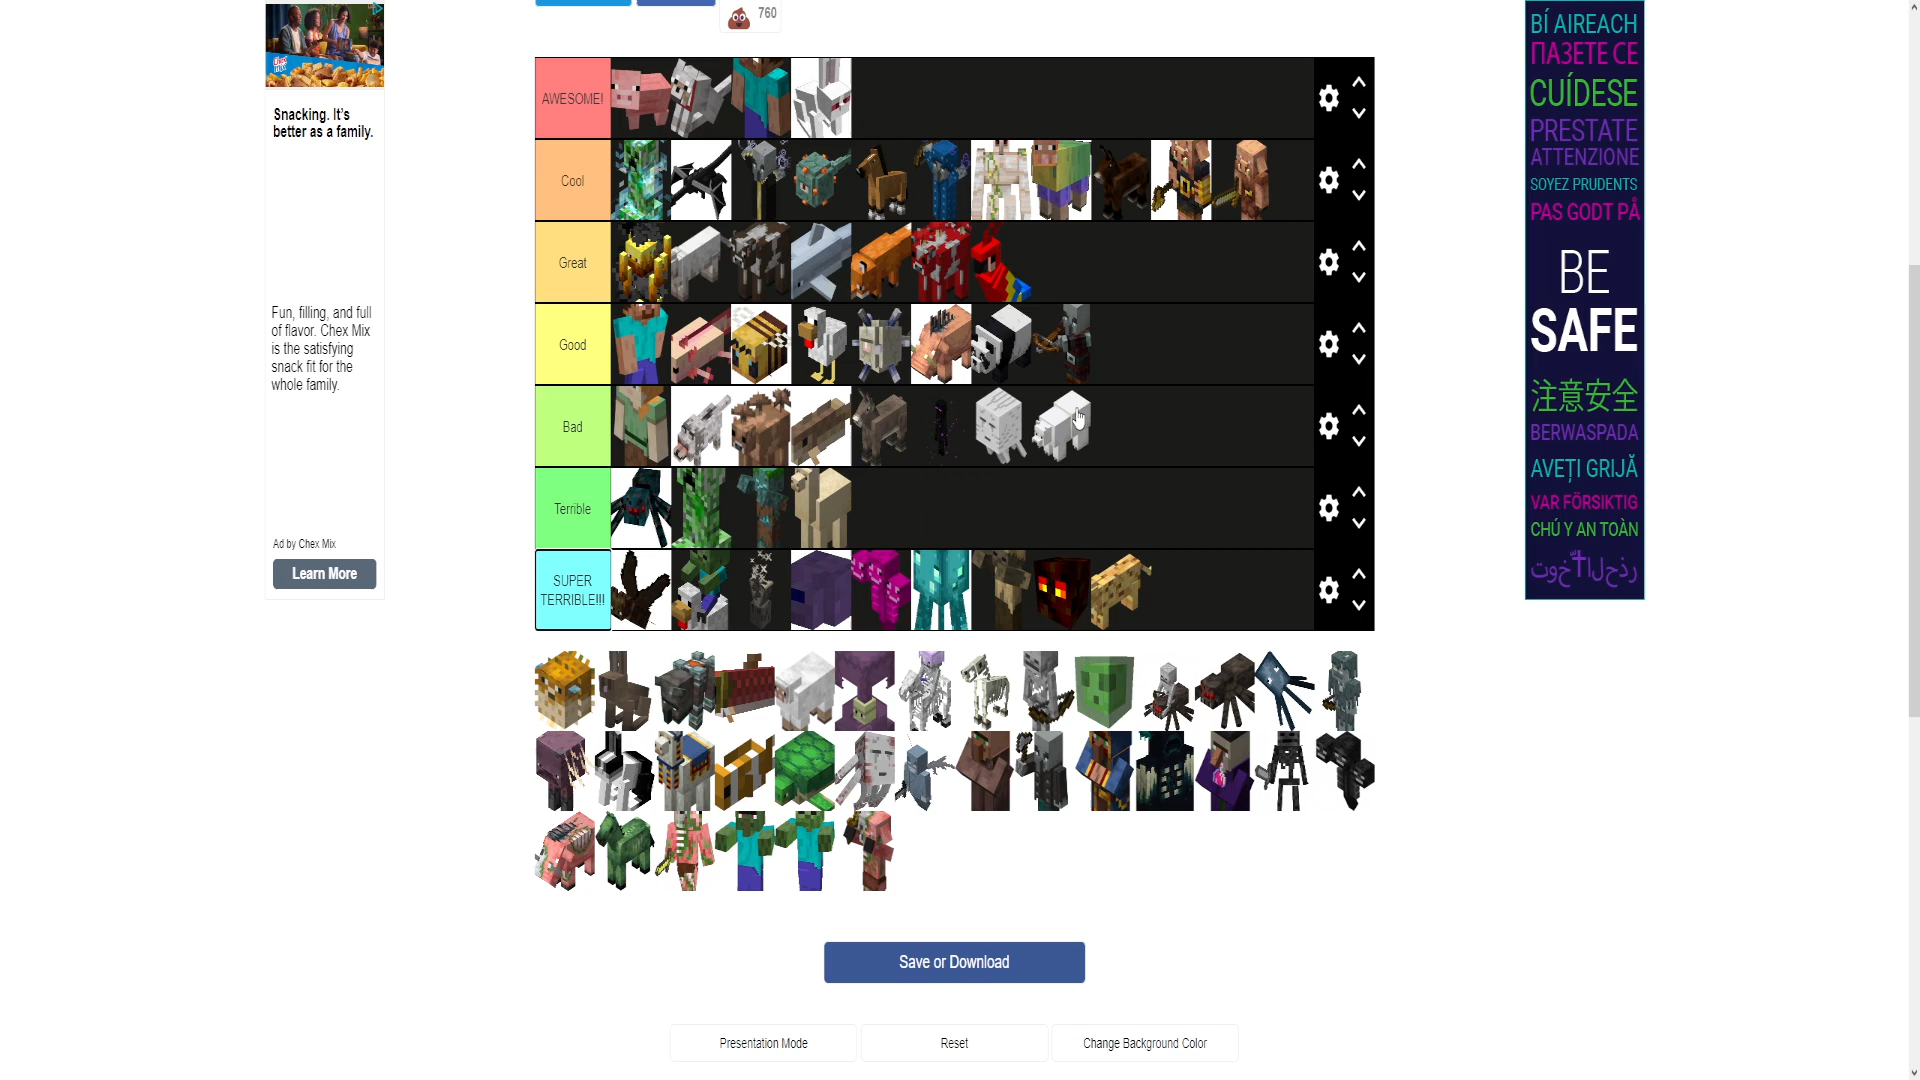 760
AWESOME!
Cool
Great
Good
Bad
Terrible
SUPER
TERRIBLE!!!
Snacking. It's
better as a family.
Fun, filling, and full
of flavor. Chex Mix
is the satisfying
snack fit for the
whole family.
Ad by Chex Mix
Learn More
BÍ AIREACH
ПАЗЕТЕ СЕ
CUÍDESE
PRESTATE
ATTENZIONE
SOYEZ PRUDENTS
PAS GODT PÅ
BE
SAFE
注意安全
BERWASPADA
AVEȚI GRIJĂ
VAR FÖRSIKTIG
CHÚ Y AN TOÀN
Save or Download
Presentation Mode
Reset
Change Background Color